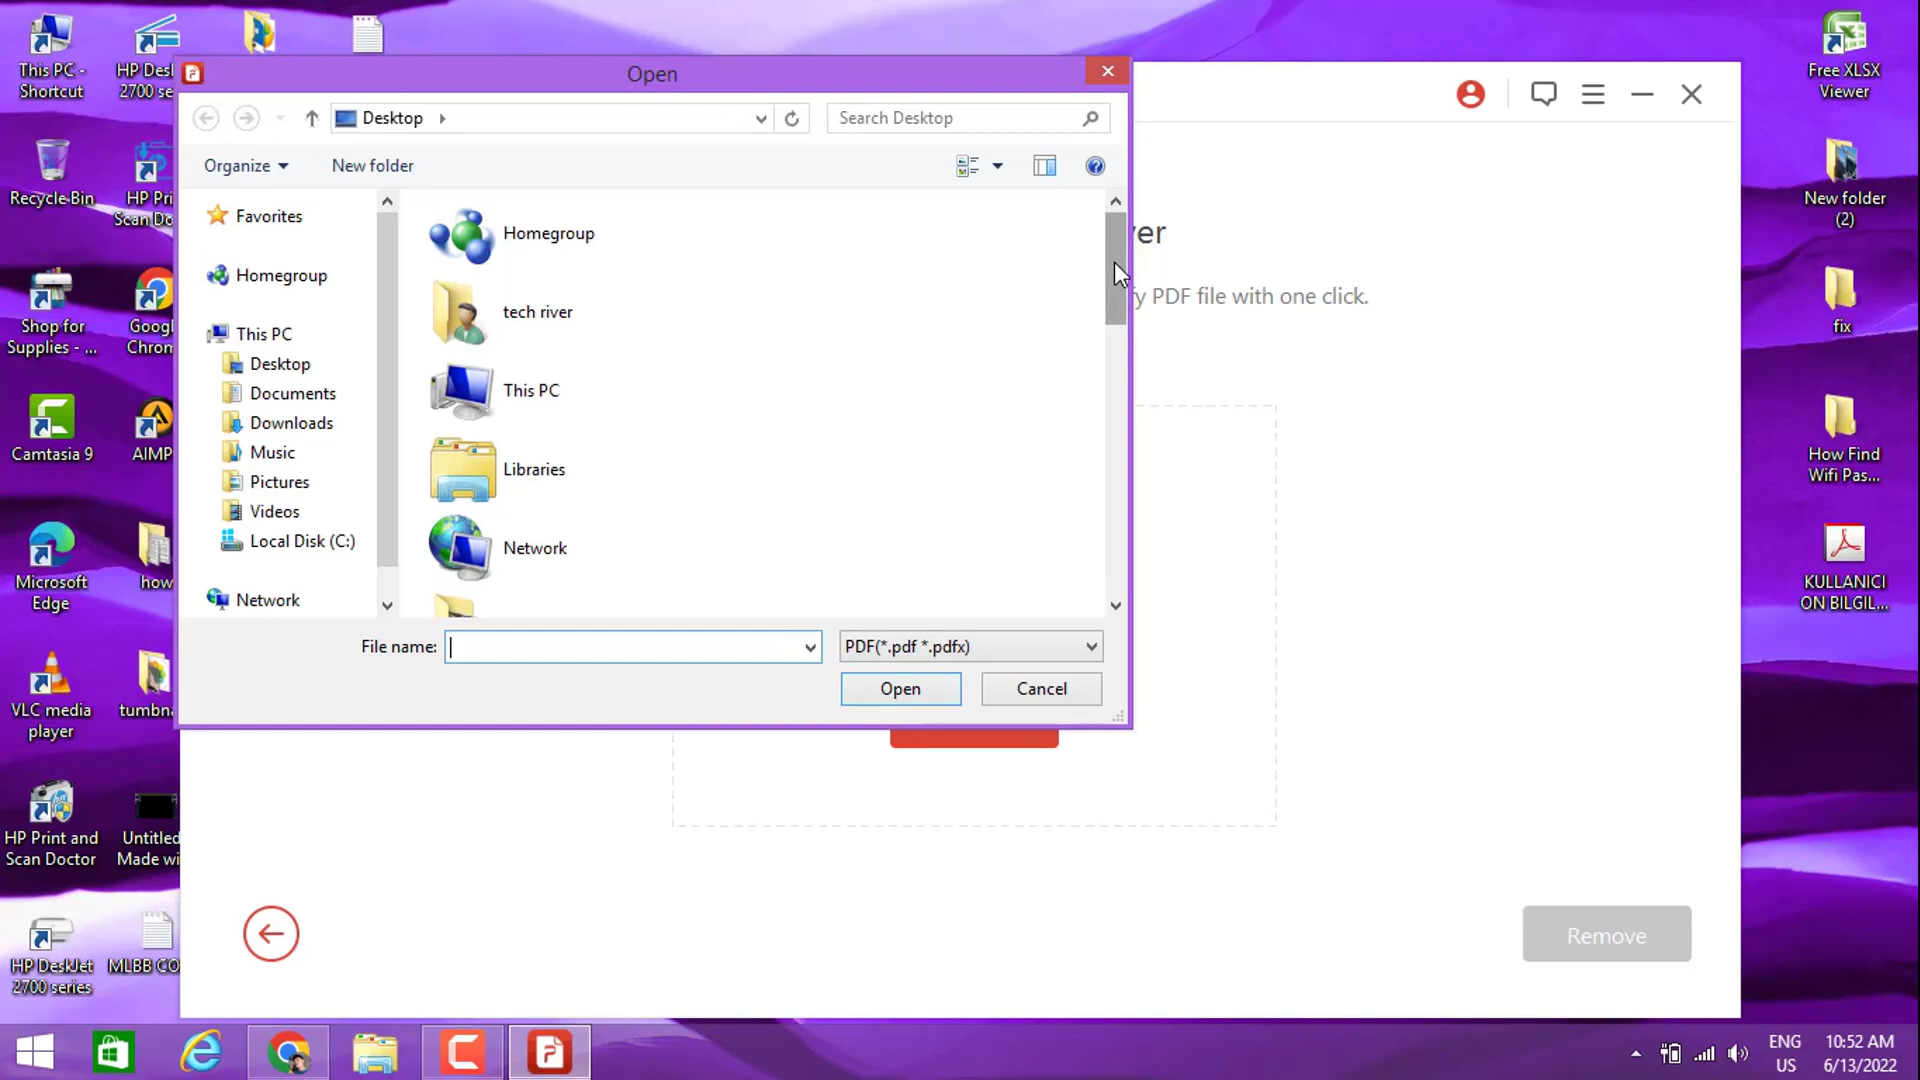 This PC -
Shortcut
HP Des
2700 se
Recycle Bin
HP Pri
Scan Do
Shop for
Supplies - ...
Googl
Chrom
Camtasia 9
AIMP
Microsoft
Edge
how
VLC media
player
tumbna
HP Print and
Scan Doctor
Untitled
Made wi
HP DeskJet
2700 series
MLBB CO
Open
Desktop
Search Desktop
Organize
New folder
Favorites
Homegroup
This PC
Desktop
Documents
Downloads
Music
Pictures
Videos
Local Disk (C:)
Network
Homegroup
tech river
This PC
Libraries
Network
File name:
PDF(*.pdf *.pdfx)
Open
Cancel
ver
fy PDF file with one click.
Remove
Free XLSX
Viewer
New folder
(2)
fix
How Find
Wifi Pas...
KULLANICI
ON BILGIL...
ENG
US
10:52 AM
6/13/2022